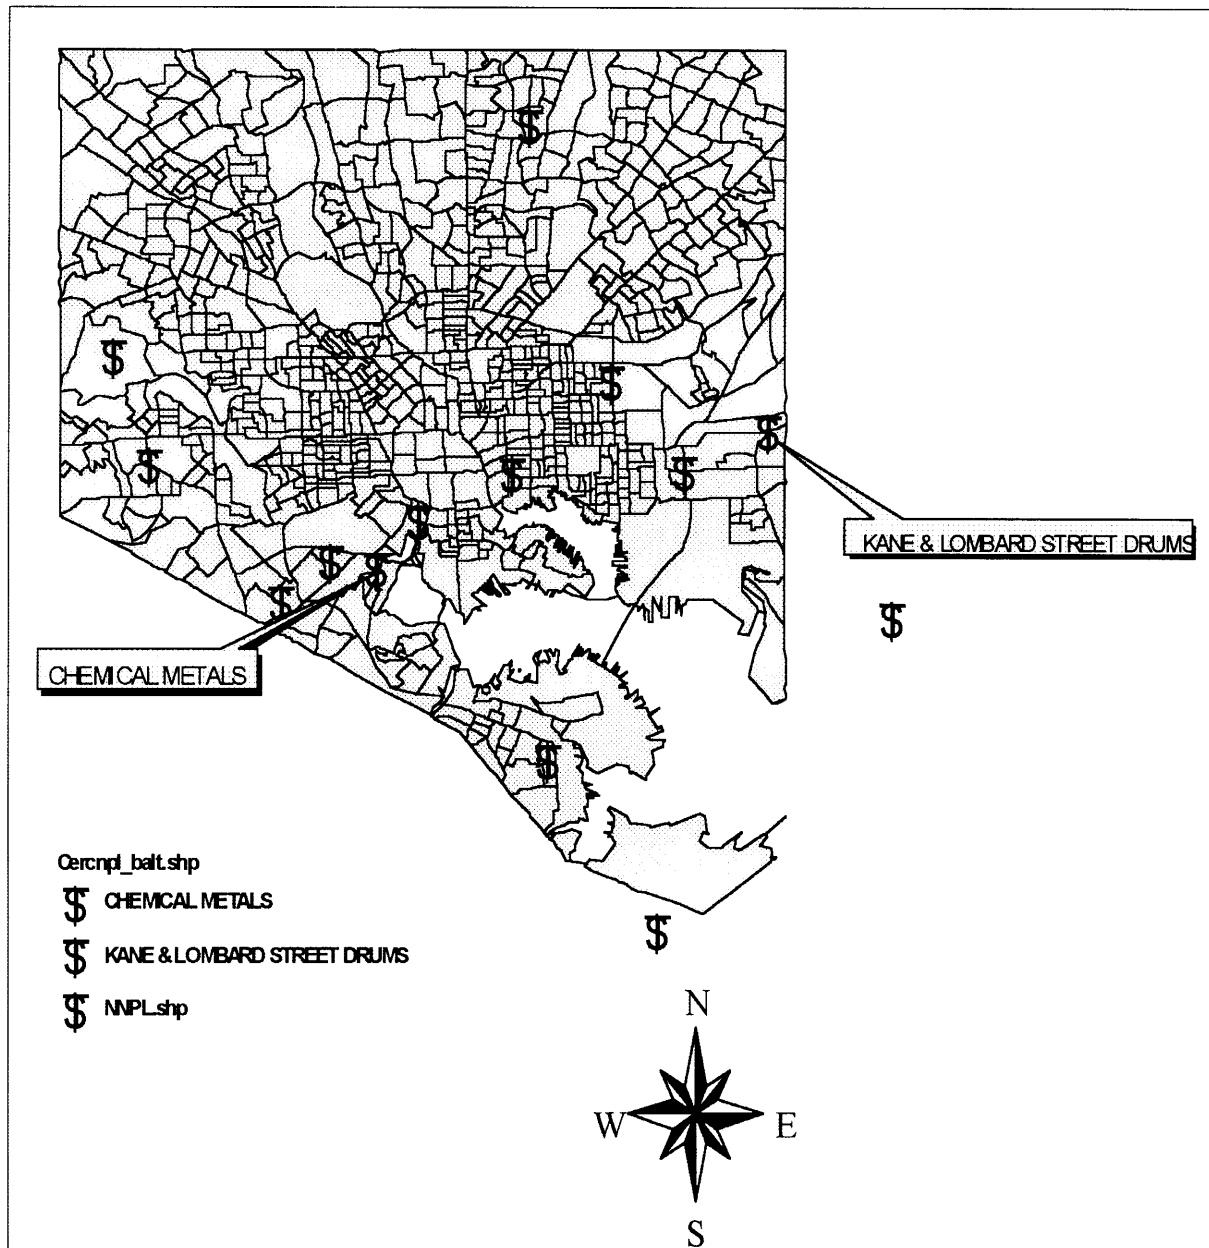 KANE & LOMBARD STREET DRUMS
CHEMICAL METALS
Cercnpl_balt.shp
CHEMICAL METALS
KANE & LOMBARD STREET DRUMS
NNPL.shp
N
W E
S